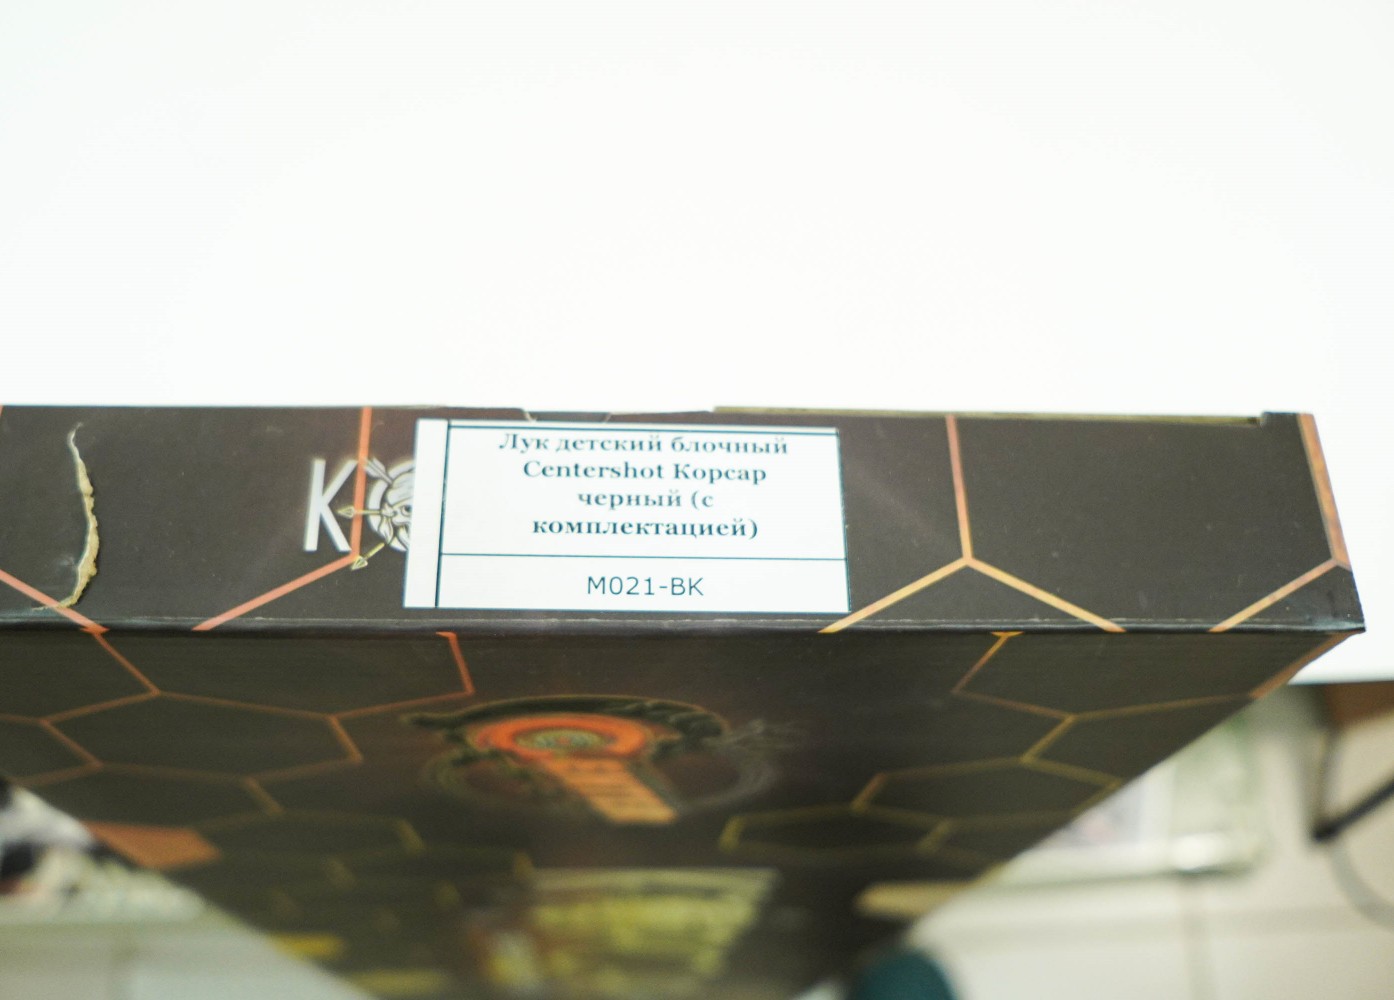 Лук детский блочный
Centershot Корсар
черный (с
комплектацией)
M021-BK